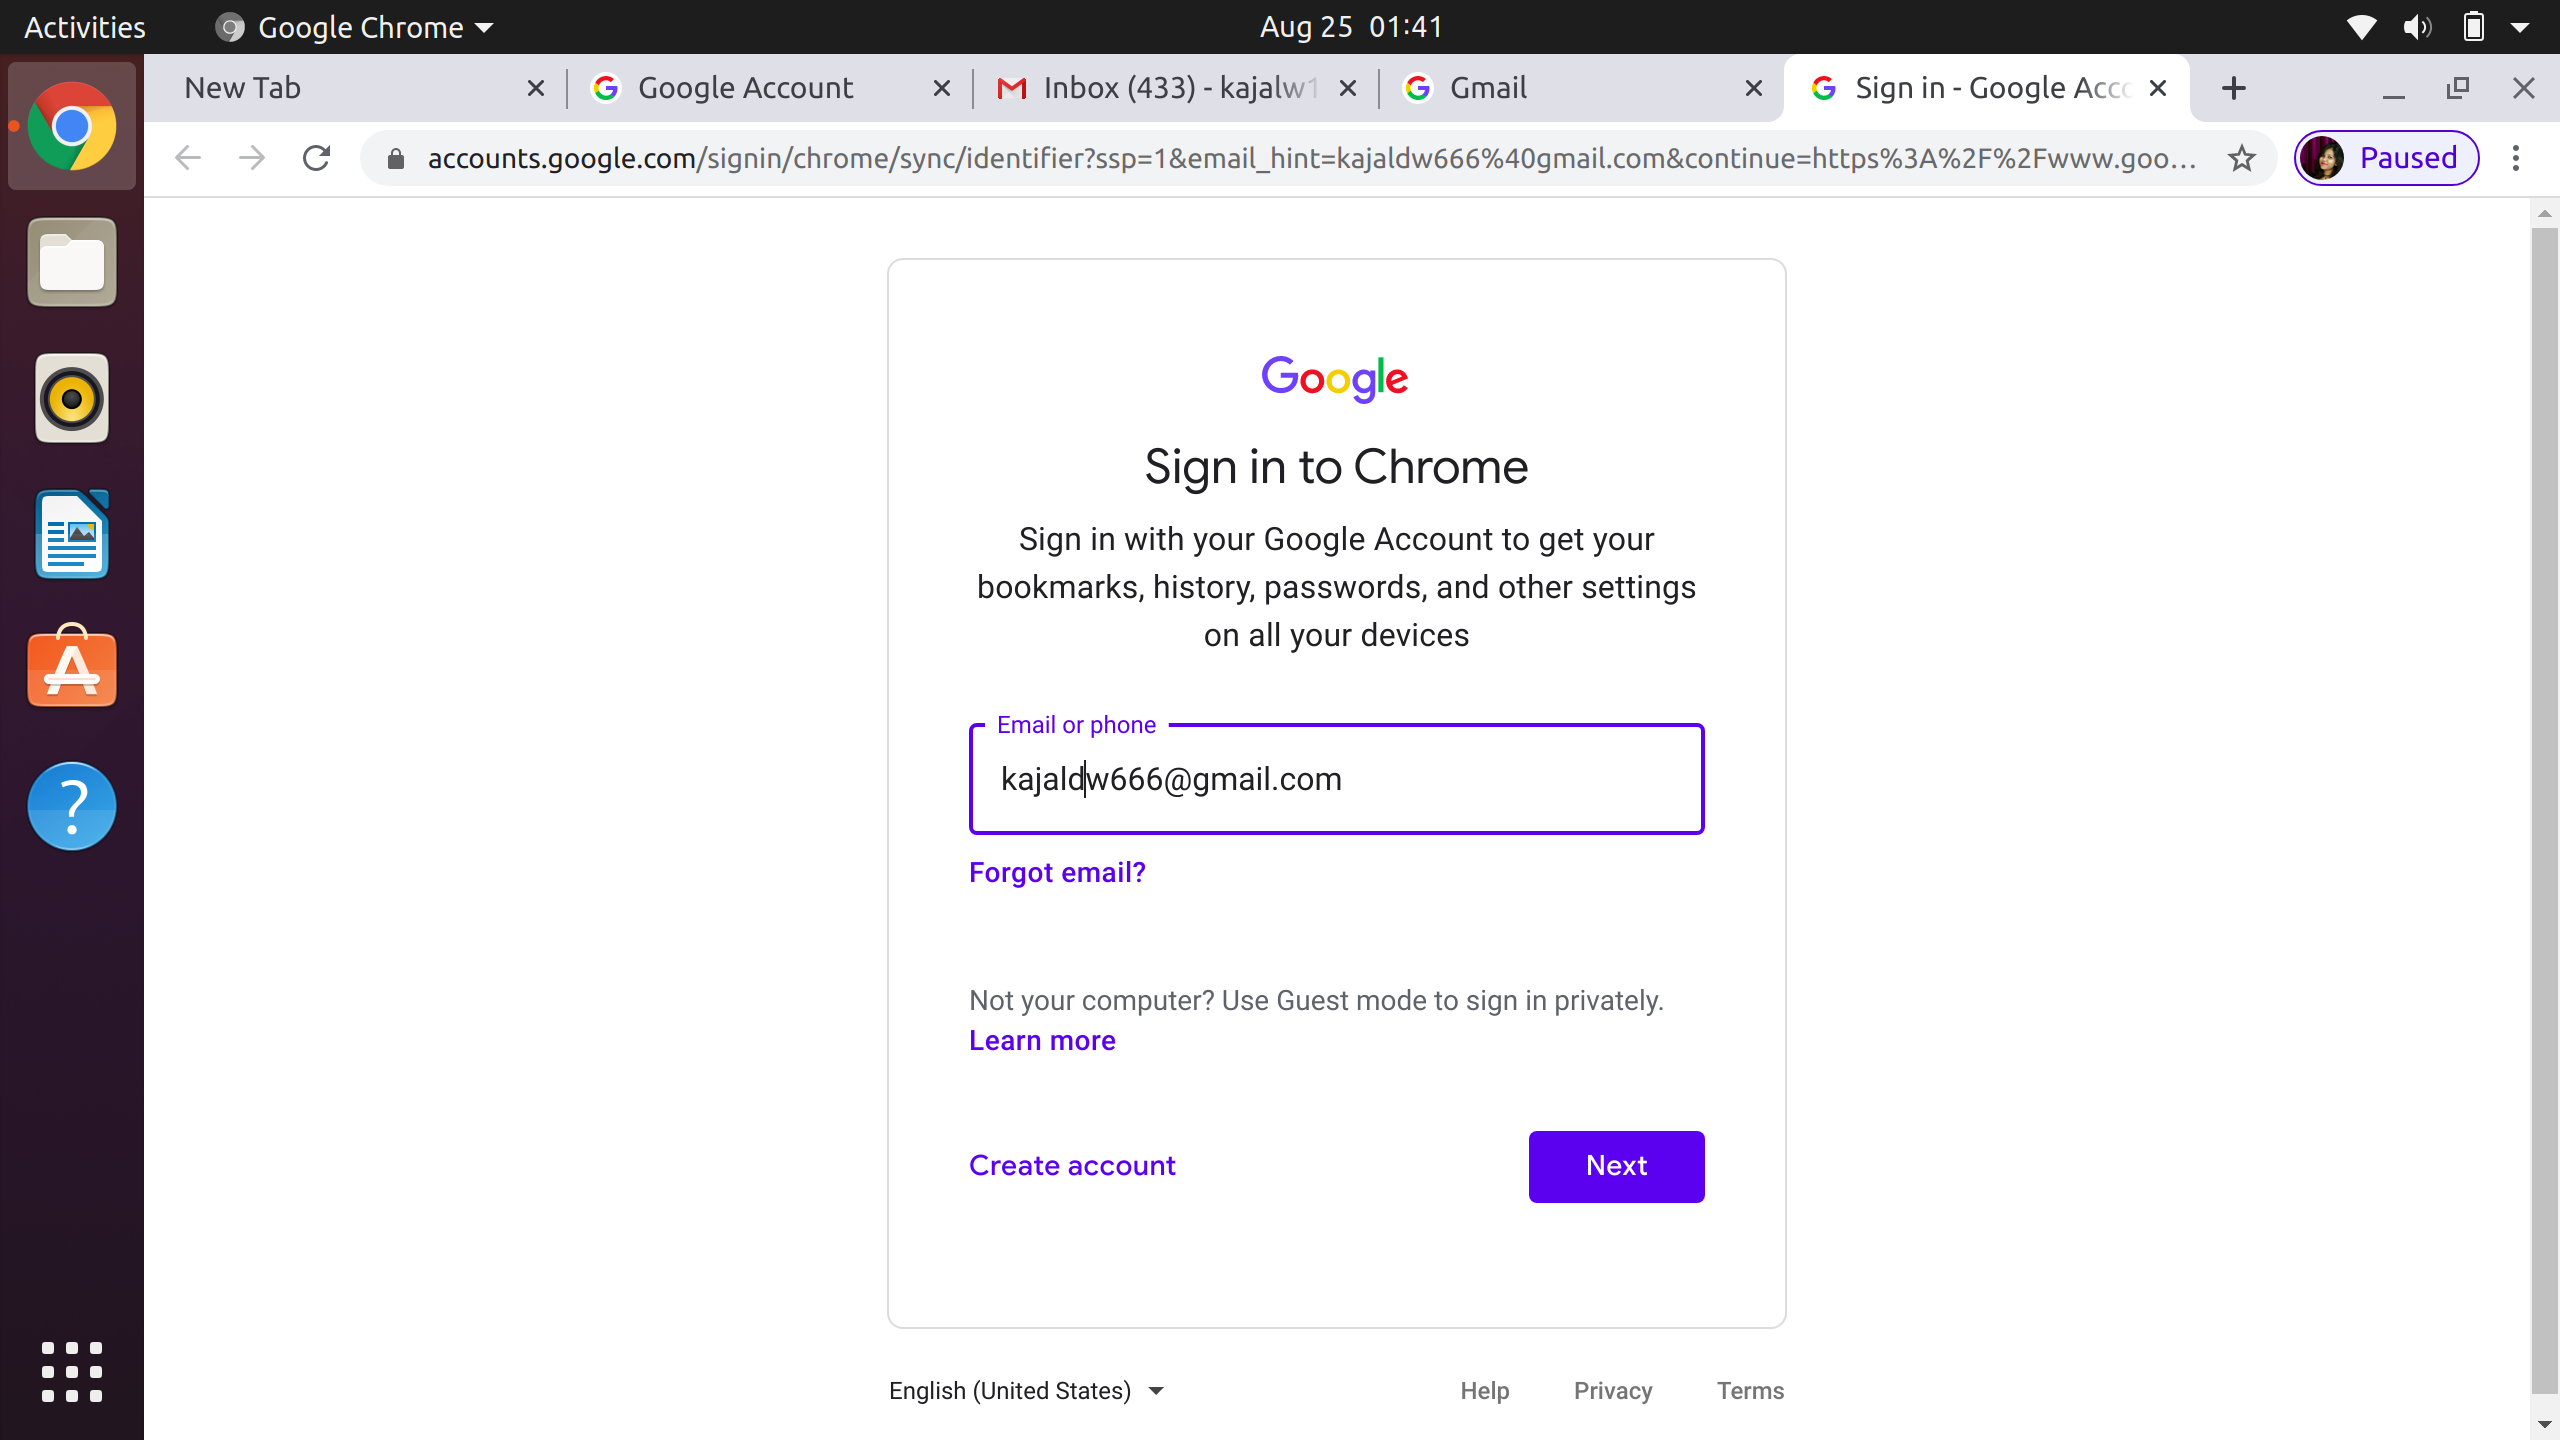 Activities
Google Chrome
Aug 25 01:41
New Tab
Google Account
Inbox (433) - kajalw1
Gmail
Sign in - Google Acco
accounts.google.com/signin/chrome/sync/identifier?ssp=1&email_hint=kajaldw666%40gmail.com&continue=https%3A%2F%2Fwww.goo...
Paused
Google
Sign in to Chrome
Sign in with your Google Account to get your
bookmarks, history, passwords, and other settings
on all your devices
Email or phone
kajaldw666@gmail.com
Forgot email?
Not your computer? Use Guest mode to sign in privately.
Learn more
Create account
Next
English (United States)
Help
Privacy
Terms